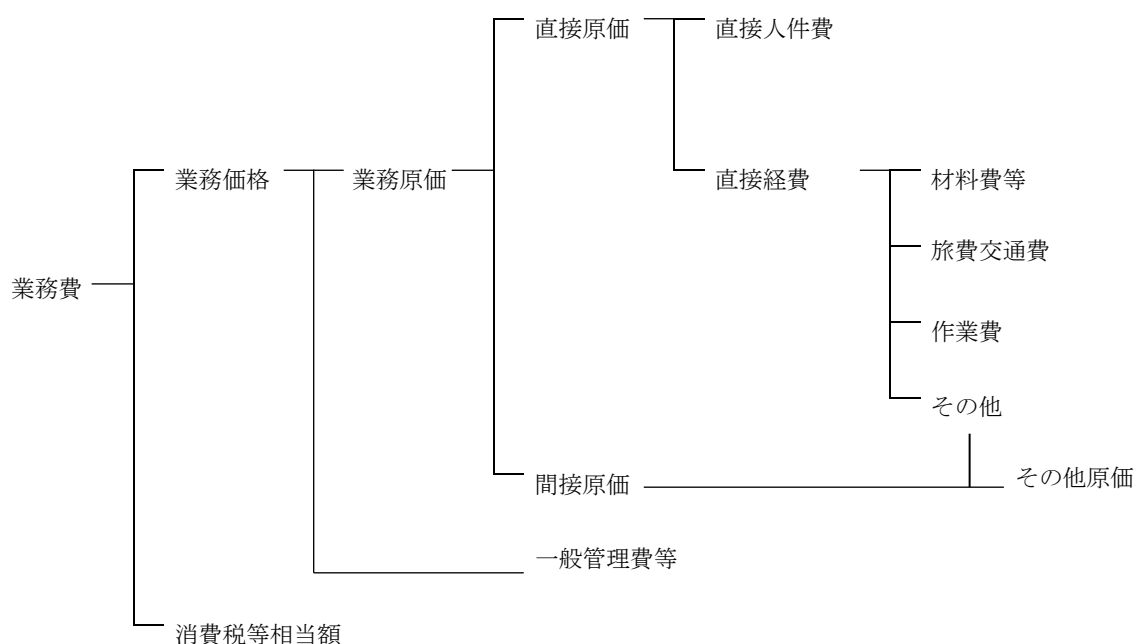 直接原価
直接人件費
業務価格
業務原価
直接経費
材料費等
旅費交通費
業務費
作業費
その他
間接原価
その他原価
一般管理費等
消費税等相当額